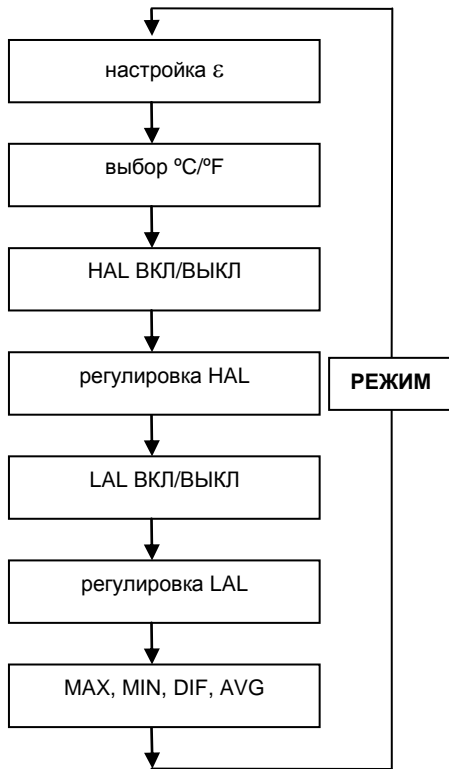 настройка ε
выбор ºC/ºF
HAL ВКЛ/ВЫКЛ
регулировка HAL
РЕЖИМ
LAL ВКЛ/ВЫКЛ
регулировка LAL
MAX, MIN, DIF, AVG